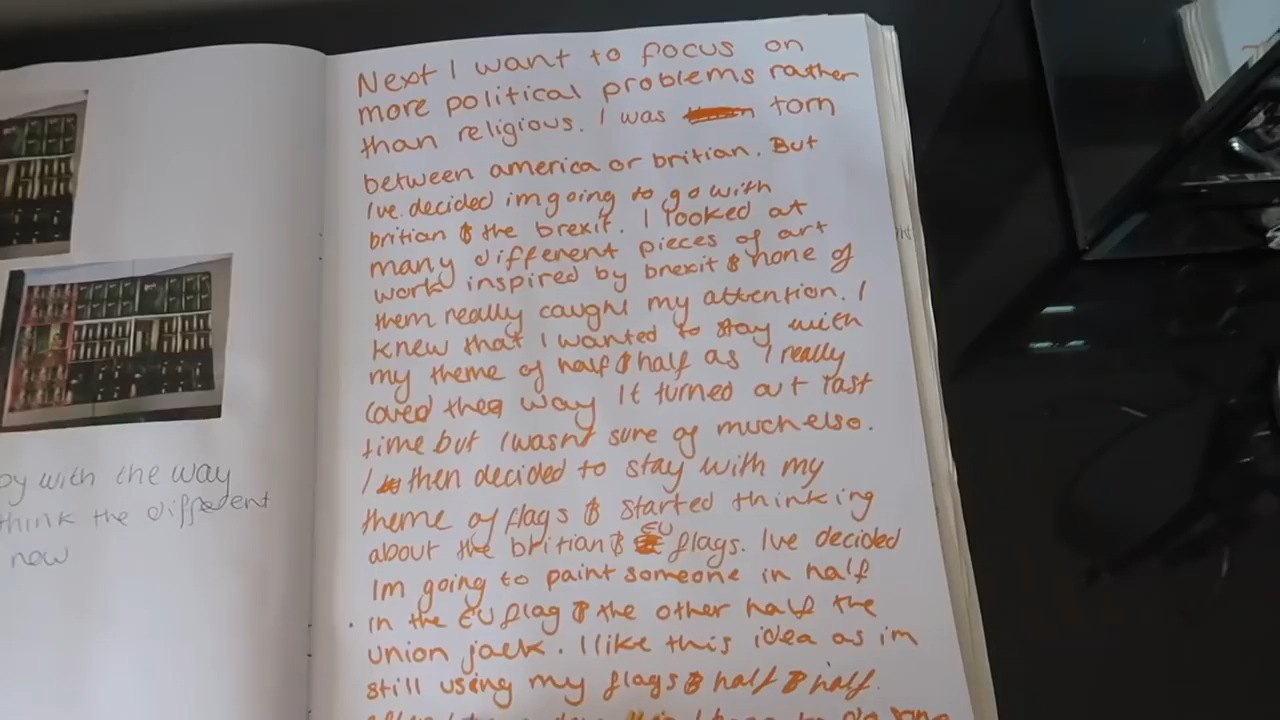 Next I want to focus on
more political problems rather
than religious. I was torn
between america or britian. But
Ive decided im going to go with
britian & the brexit. I looked at
many different pieces of art
work inspired by brexit & none of
them really caught my attention. I
knew that I wanted to stay with
my theme of half & half as I really
loved the way It turned out last
time but I wasnt sure of much else.
I then decided to stay with my
theme of flags & started thinking
about the britian & EU flags. Ive decided
Im going to paint someone in half
in the EU flag & the other half the
union jack. I like this idea as im
still using my flags & half & half.
by with the way
think the different
now